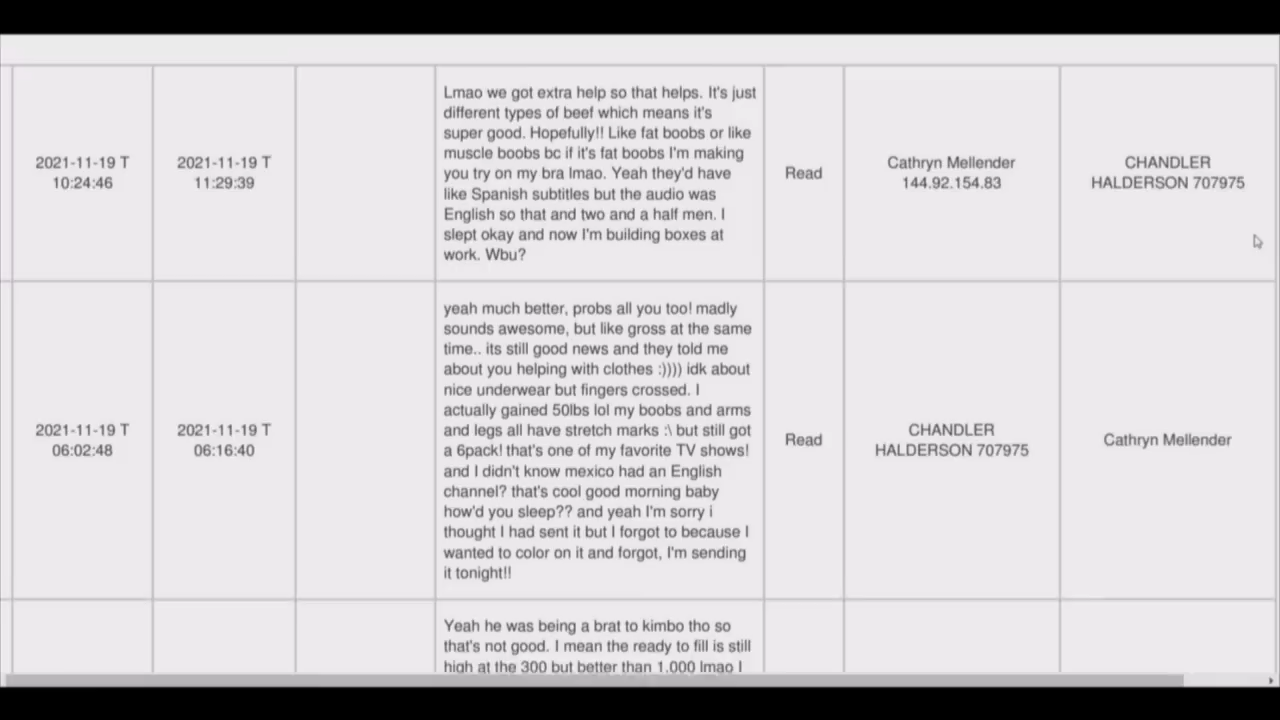 2021-11-19 T
10:24:46
2021-11-19 T
11:29:39
Lmao we got extra help so that helps. It's just
different types of beef which means it's
super good. Hopefully!! Like fat boobs or like
muscle boobs bc if it's fat boobs I'm making
you try on my bra lmao. Yeah they'd have
like Spanish subtitles but the audio was
English so that and two and a half men. I
slept okay and now I'm building boxes at
work. Wbu?
Read
Cathryn Mellender
144.92.154.83
CHANDLER
HALDERSON 707975
2021-11-19 T
06:02:48
2021-11-19 T
06:16:40
yeah much better, probs all you too! madly
sounds awesome, but like gross at the same
time.. its still good news and they told me
about you helping with clothes :)))) idk about
nice underwear but fingers crossed. I
actually gained 50lbs lol my boobs and arms
and legs all have stretch marks :\ but still got
a 6pack! that's one of my favorite TV shows!
and I didn't know mexico had an English
channel? that's cool good morning baby
how'd you sleep?? and yeah I'm sorry i
thought I had sent it but I forgot to because I
wanted to color on it and forgot, I'm sending
it tonight!!
Read
CHANDLER
HALDERSON 707975
Cathryn Mellender
Yeah he was being a brat to kimbo tho so
that's not good. I mean the ready to fill is still
high at the 300 but better than 1,000 lmao I